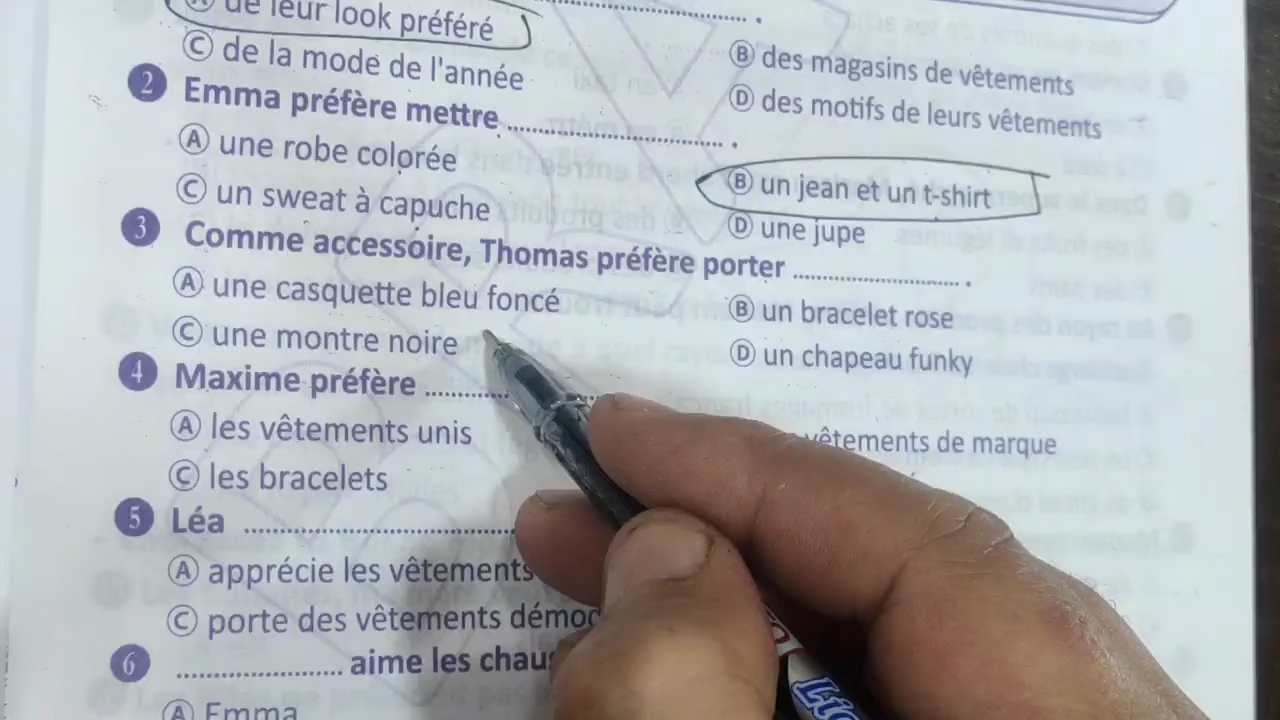 A de leur look préféré ................ .
C de la mode de l'année
B des magasins de vêtements
D des motifs de leurs vêtements
2 Emma préfère mettre ................ .
A une robe colorée
B un jean et un t-shirt
C un sweat à capuche
D une jupe
3 Comme accessoire, Thomas préfère porter ................ .
A une casquette bleu foncé
B un bracelet rose
C une montre noire
D un chapeau funky
4 Maxime préfère ................
A les vêtements unis
vêtements de marque
C les bracelets
5 Léa ................
A apprécie les vêtements
C porte des vêtements
6 ................ aime les
A Emma